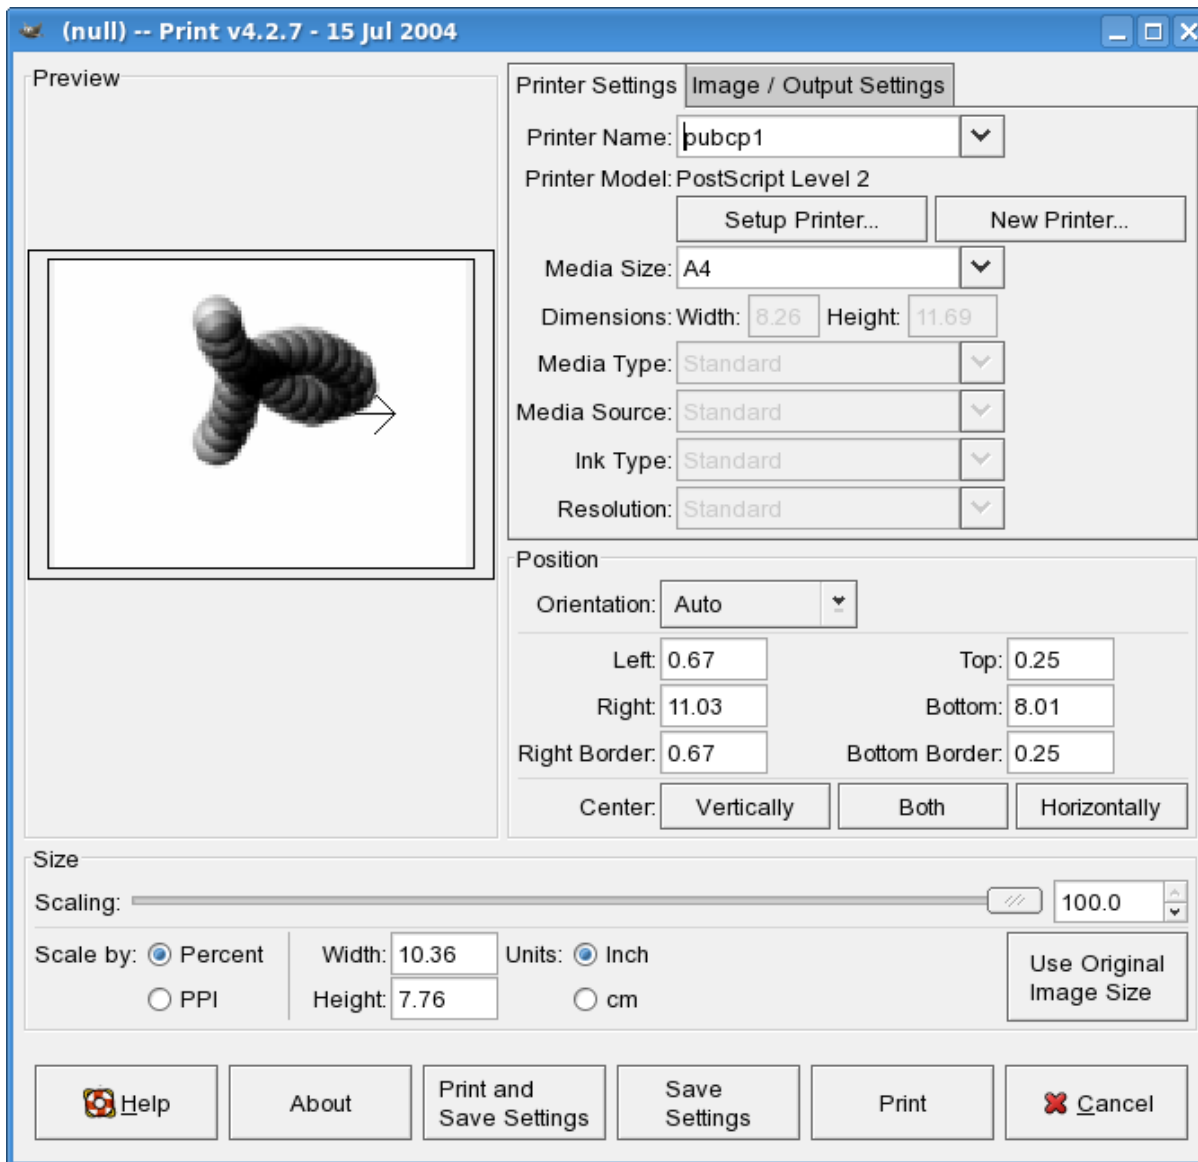 (null) -- Print v4.2.7 - 15 Jul 2004
Preview
Printer Settings Image / Output Settings
Printer Name: pubcp1
Printer Model: PostScript Level 2
Setup Printer... New Printer...
Media Size: A4
Dimensions: Width: 8.26 Height: 11.69
Media Type: Standard
Media Source: Standard
Ink Type: Standard
Resolution: Standard
Position
Orientation: Auto
Left: 0.67 Top: 0.25
Right: 11.03 Bottom: 8.01
Right Border: 0.67 Bottom Border: 0.25
Center: Vertically Both Horizontally
Size
Scaling: 100.0
Scale by: Percent Width: 10.36 Units: Inch
PPI Height: 7.76 cm
Use Original
Image Size
Help About
Print and
Save Settings
Save
Settings
Print Cancel